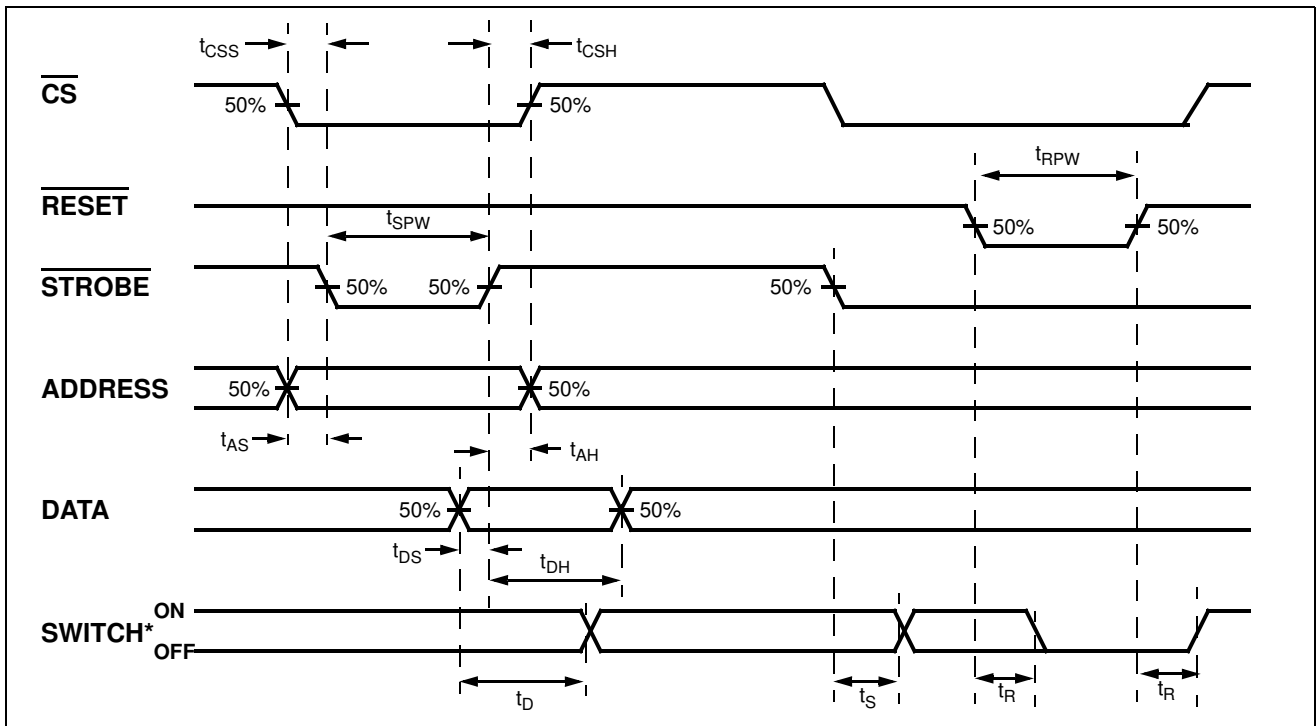 tCSS tCSH
CS 50% 50%
tRPW
RESET tSPW 50% 50%
STROBE 50% 50% 50%
ADDRESS 50% 50%
tAS tAH
DATA 50% 50%
tDS tDH
ON
SWITCH*
OFF
tD tS tR tR